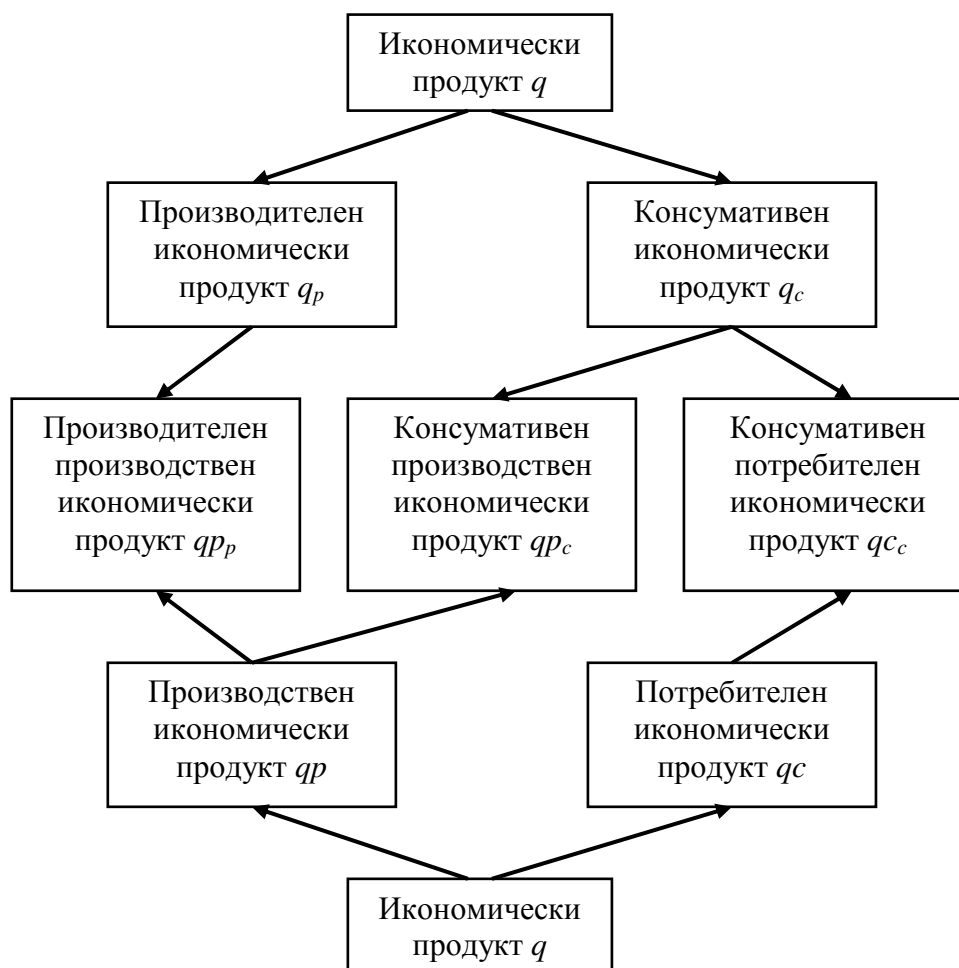 Икономически
продукт q
Производителен
икономически
продукт qp
Консумативен
икономически
продукт qc
Производителен
производствен
икономически
продукт qpp
Консумативен
производствен
икономически
продукт qpc
Консумативен
потребителен
икономически
продукт qcc
Производствен
икономически
продукт qp
Потребителен
икономически
продукт qc
Икономически
продукт q